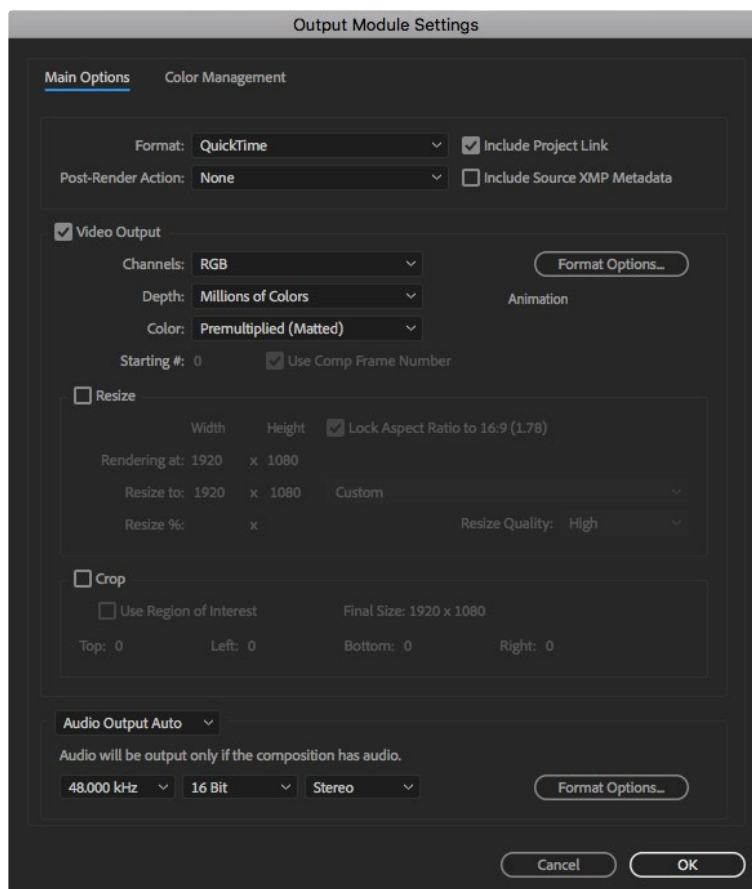 Output Module Settings
Main Options Color Management
Format: QuickTime Include Project Link
Post-Render Action: None Include Source XMP Metadata
Video Output
Channels: RGB Format Options...
Depth: Millions of Colors Animation
Color: Premultiplied (Matted)
Starting #: 0 Use Comp Frame Number
Resize
Width Height Lock Aspect Ratio to 16:9 (1.78)
Rendering at: 1920 x 1080
Resize to: 1920 x 1080 Custom
Resize %: x Resize Quality: High
Crop
Use Region of Interest Final Size: 1920 x 1080
Top: 0 Left: 0 Bottom: 0 Right: 0
Audio Output Auto
Audio will be output only if the composition has audio.
48.000 kHz 16 Bit Stereo Format Options...
Cancel OK